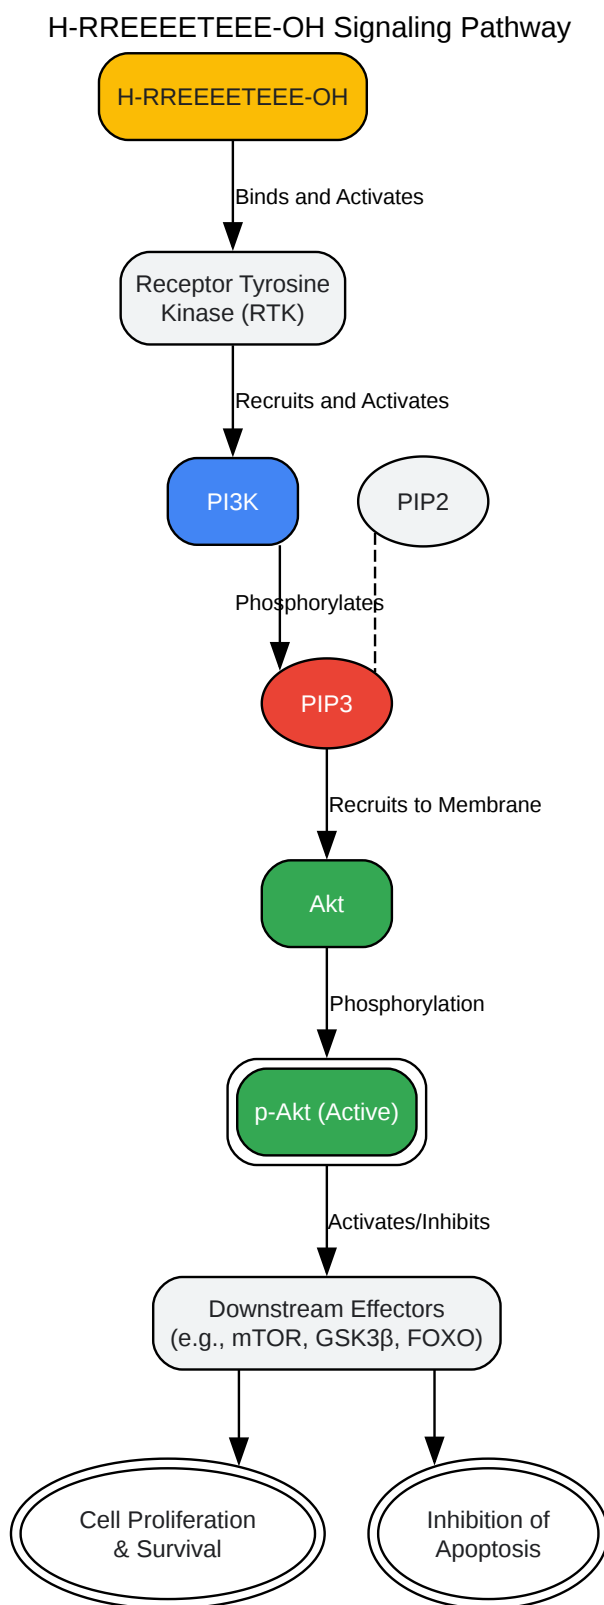 H-RREEEETEEE-OH Signaling Pathway
H-RREEEETEEE-OH
Binds and Activates
Receptor Tyrosine
Kinase (RTK)
Recruits and Activates
PI3K
PIP2
Phosphorylates
PIP3
Recruits to Membrane
Akt
Phosphorylation
p-Akt (Active)
Activates/Inhibits
Downstream Effectors
(e.g., mTOR, GSK3β, FOXO)
Cell Proliferation
& Survival
Inhibition of
Apoptosis